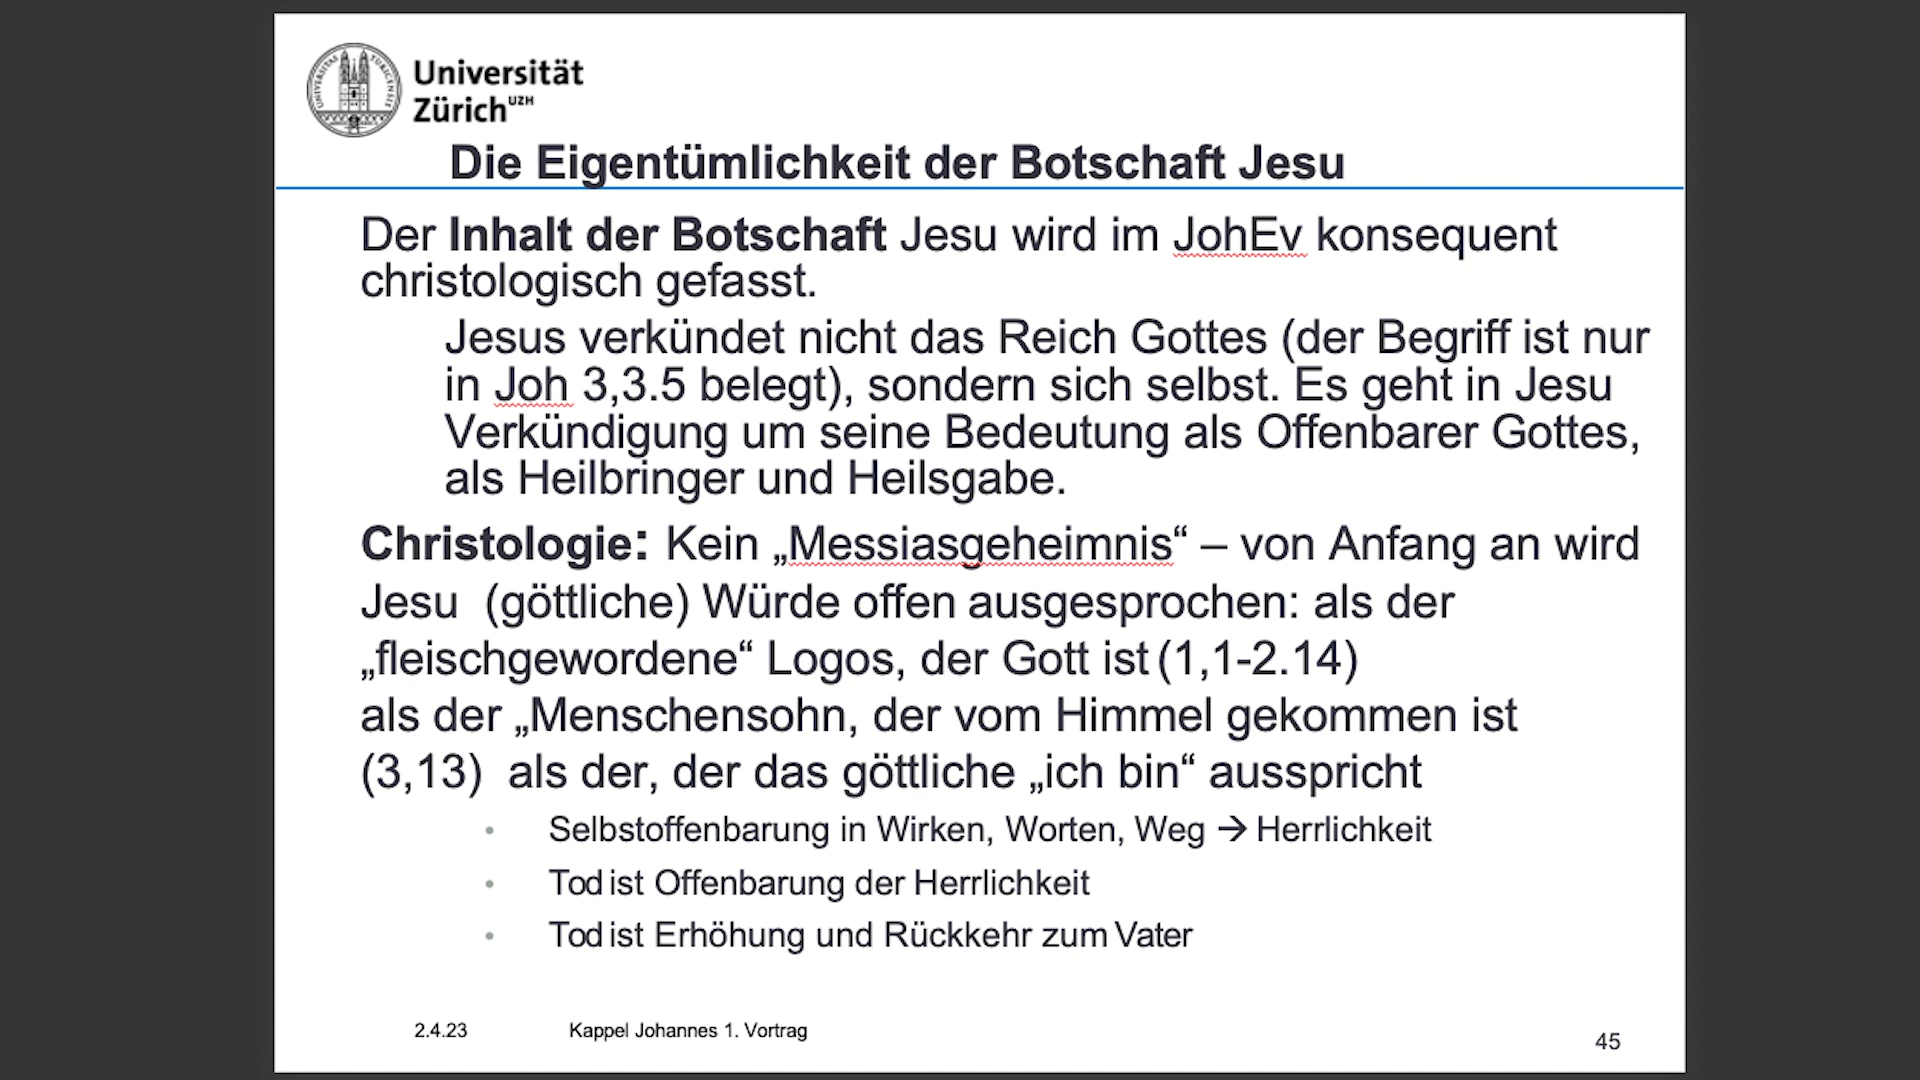 UNIVERSITAS TURICENSIS
Universität
Zürich UZH
Die Eigentümlichkeit der Botschaft Jesu
Der Inhalt der Botschaft Jesu wird im JohEv konsequent
christologisch gefasst.
Jesus verkündet nicht das Reich Gottes (der Begriff ist nur
in Joh 3,3.5 belegt), sondern sich selbst. Es geht in Jesu
Verkündigung um seine Bedeutung als Offenbarer Gottes,
als Heilbringer und Heilsgabe.
Christologie: Kein „Messiasgeheimnis“ – von Anfang an wird
Jesu (göttliche) Würde offen ausgesprochen: als der
„fleischgewordene“ Logos, der Gott ist (1,1-2.14)
als der „Menschensohn, der vom Himmel gekommen ist
(3,13) als der, der das göttliche „ich bin“ ausspricht
• Selbstoffenbarung in Wirken, Worten, Weg → Herrlichkeit
• Tod ist Offenbarung der Herrlichkeit
• Tod ist Erhöhung und Rückkehr zum Vater
2.4.23 Kappel Johannes 1. Vortrag
45